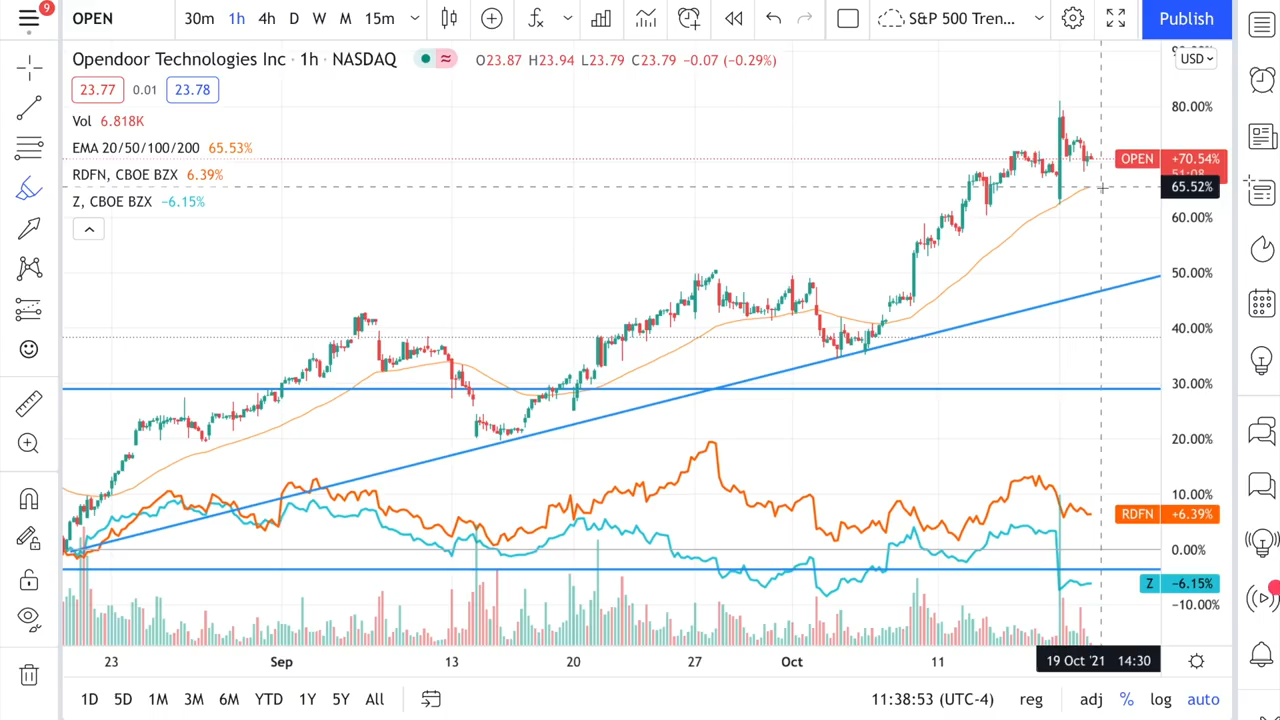 9
OPEN
30m 1h 4h D W M 15m
S&P 500 Tren...
Publish
Opendoor Technologies Inc · 1h · NASDAQ
O23.87 H23.94 L23.79 C23.79 −0.07 (−0.29%)
USD
23.77 0.01 23.78
Vol 6.818K
EMA 20/50/100/200 65.53%
RDFN, CBOE BZX 6.39%
Z, CBOE BZX −6.15%
80.00%
OPEN +70.54%
51:08
65.52%
60.00%
50.00%
40.00%
30.00%
20.00%
10.00%
RDFN +6.39%
0.00%
Z −6.15%
−10.00%
23 Sep 13 20 27 Oct 11 19 Oct '21 14:30
1D 5D 1M 3M 6M YTD 1Y 5Y All
11:38:53 (UTC-4) reg adj % log auto